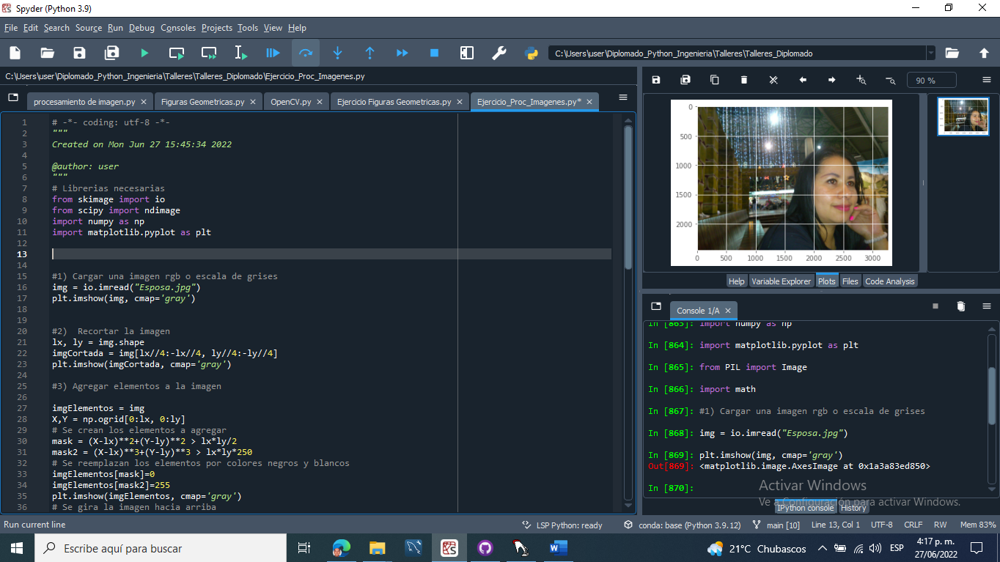 Spyder (Python 3.9)
File Edit Search Source Run Debug Consoles Projects Tools View Help
C:\Users\user\Diplomado_Python_Ingenieria\Talleres\Talleres_Diplomado
C:\Users\user\Diplomado_Python_Ingenieria\Talleres\Talleres_Diplomado\Ejercicio_Proc_Imagenes.py
procesamiento de imagen.py Figuras Geometricas.py OpenCV.py Ejercicio Figuras Geometricas.py Ejercicio_Proc_Imagenes.py*
1 # -*- coding: utf-8 -*-
2 """
3 Created on Mon Jun 27 15:45:34 2022
4
5 @author: user
6 """
7 # Librerias necesarias
8 from skimage import io
9 from scipy import ndimage
10 import numpy as np
11 import matplotlib.pyplot as plt
12
13
14
15 #1) Cargar una imagen rgb o escala de grises
16 img = io.imread("Esposa.jpg")
17 plt.imshow(img, cmap='gray')
18
19
20 #2)  Recortar la imagen
21 lx, ly = img.shape
22 imgCortada = img[lx//4:-lx//4, ly//4:-ly//4]
23 plt.imshow(imgCortada, cmap='gray')
24
25 #3) Agregar elementos a la imagen
26
27 imgElementos = img
28 X,Y = np.ogrid[0:lx, 0:ly]
29 # Se crean los elementos a agregar
30 mask = (X-lx)**2+(Y-ly)**2 > lx*ly/2
31 mask2 = (X-lx)**3+(Y-ly)**3 > lx*ly*250
32 # Se reemplazan los elementos por colores negros y blancos
33 imgElementos[mask]=0
34 imgElementos[mask2]=255
35 plt.imshow(imgElementos, cmap='gray')
36 # Se gira la imagen hacia arriba
90 %
0
500
1000
1500
2000
0 500 1000 1500 2000 2500 3000
Help Variable Explorer Plots Files Code Analysis
Console 1/A
In [863]: import numpy as np
In [864]: import matplotlib.pyplot as plt
In [865]: from PIL import Image
In [866]: import math
In [867]: #1) Cargar una imagen rgb o escala de grises
In [868]: img = io.imread("Esposa.jpg")
In [869]: plt.imshow(img, cmap='gray')
Out[869]: <matplotlib.image.AxesImage at 0x1a3a83ed850>
In [870]:
Activar Windows
Ve a Configuración para activar Windows.
IPython console History
Run current line LSP Python: ready conda: base (Python 3.9.12) main [10] Line 13, Col 1 UTF-8 CRLF RW Mem 83%
Escribe aquí para buscar
21°C Chubascos ESP
4:17 p. m.
27/06/2022